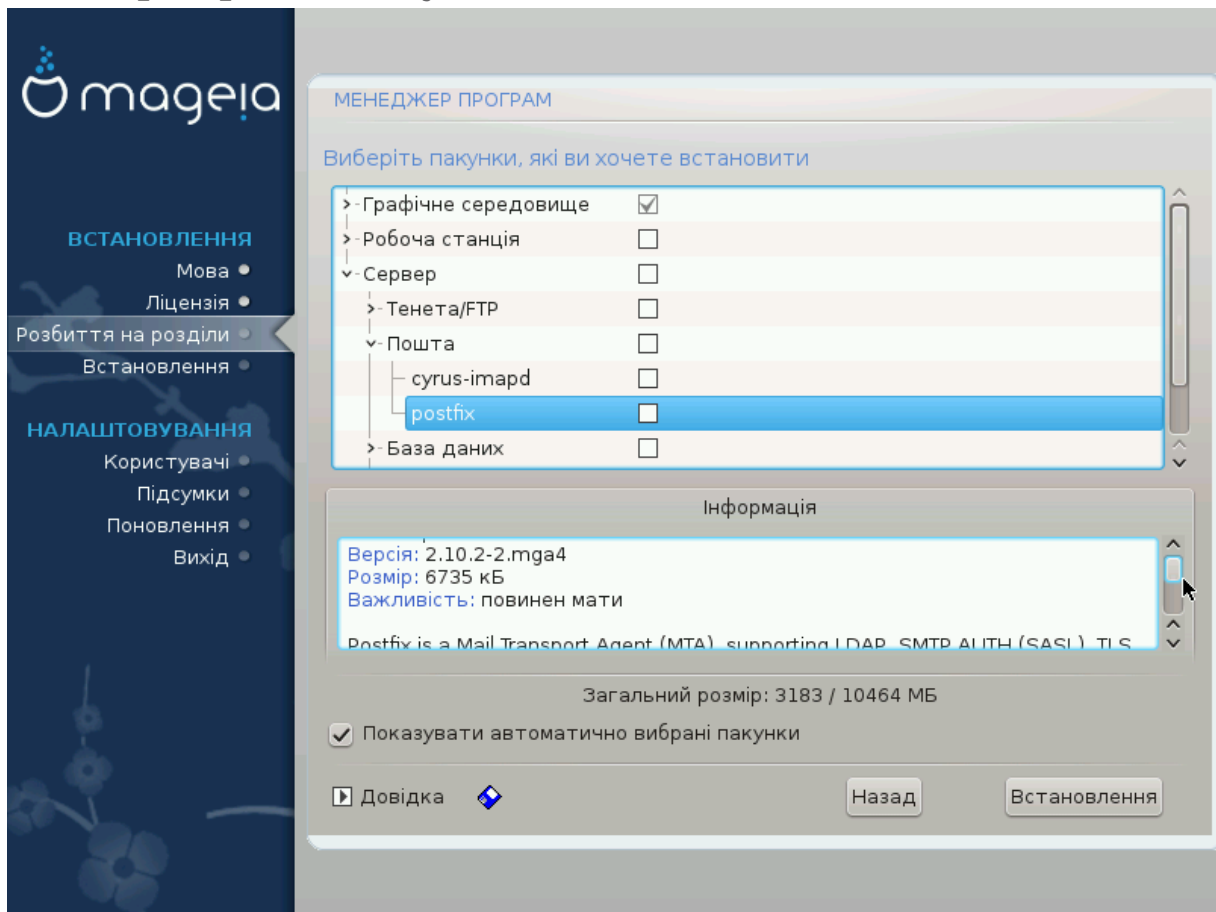 mageia
ВСТАНОВЛЕННЯ
Мова
Ліцензія
Розбиття на розділи
Встановлення
НАЛАШТОВУВАННЯ
Користувачі
Підсумки
Поновлення
Вихід
МЕНЕДЖЕР ПРОГРАМ
Виберіть пакунки, які ви хочете встановити
Графічне середовище
Робоча станція
Сервер
Тенета/FTP
Пошта
cyrus-imapd
postfix
База даних
Інформація
Версія: 2.10.2-2.mga4
Розмір: 6735 кБ
Важливість: повинен мати
Postfix is a Mail Transport Agent (MTA), supporting LDAP, SMTP AUTH (SASL), TLS
Загальний розмір: 3183 / 10464 МБ
Показувати автоматично вибрані пакунки
Довідка
Назад
Встановлення